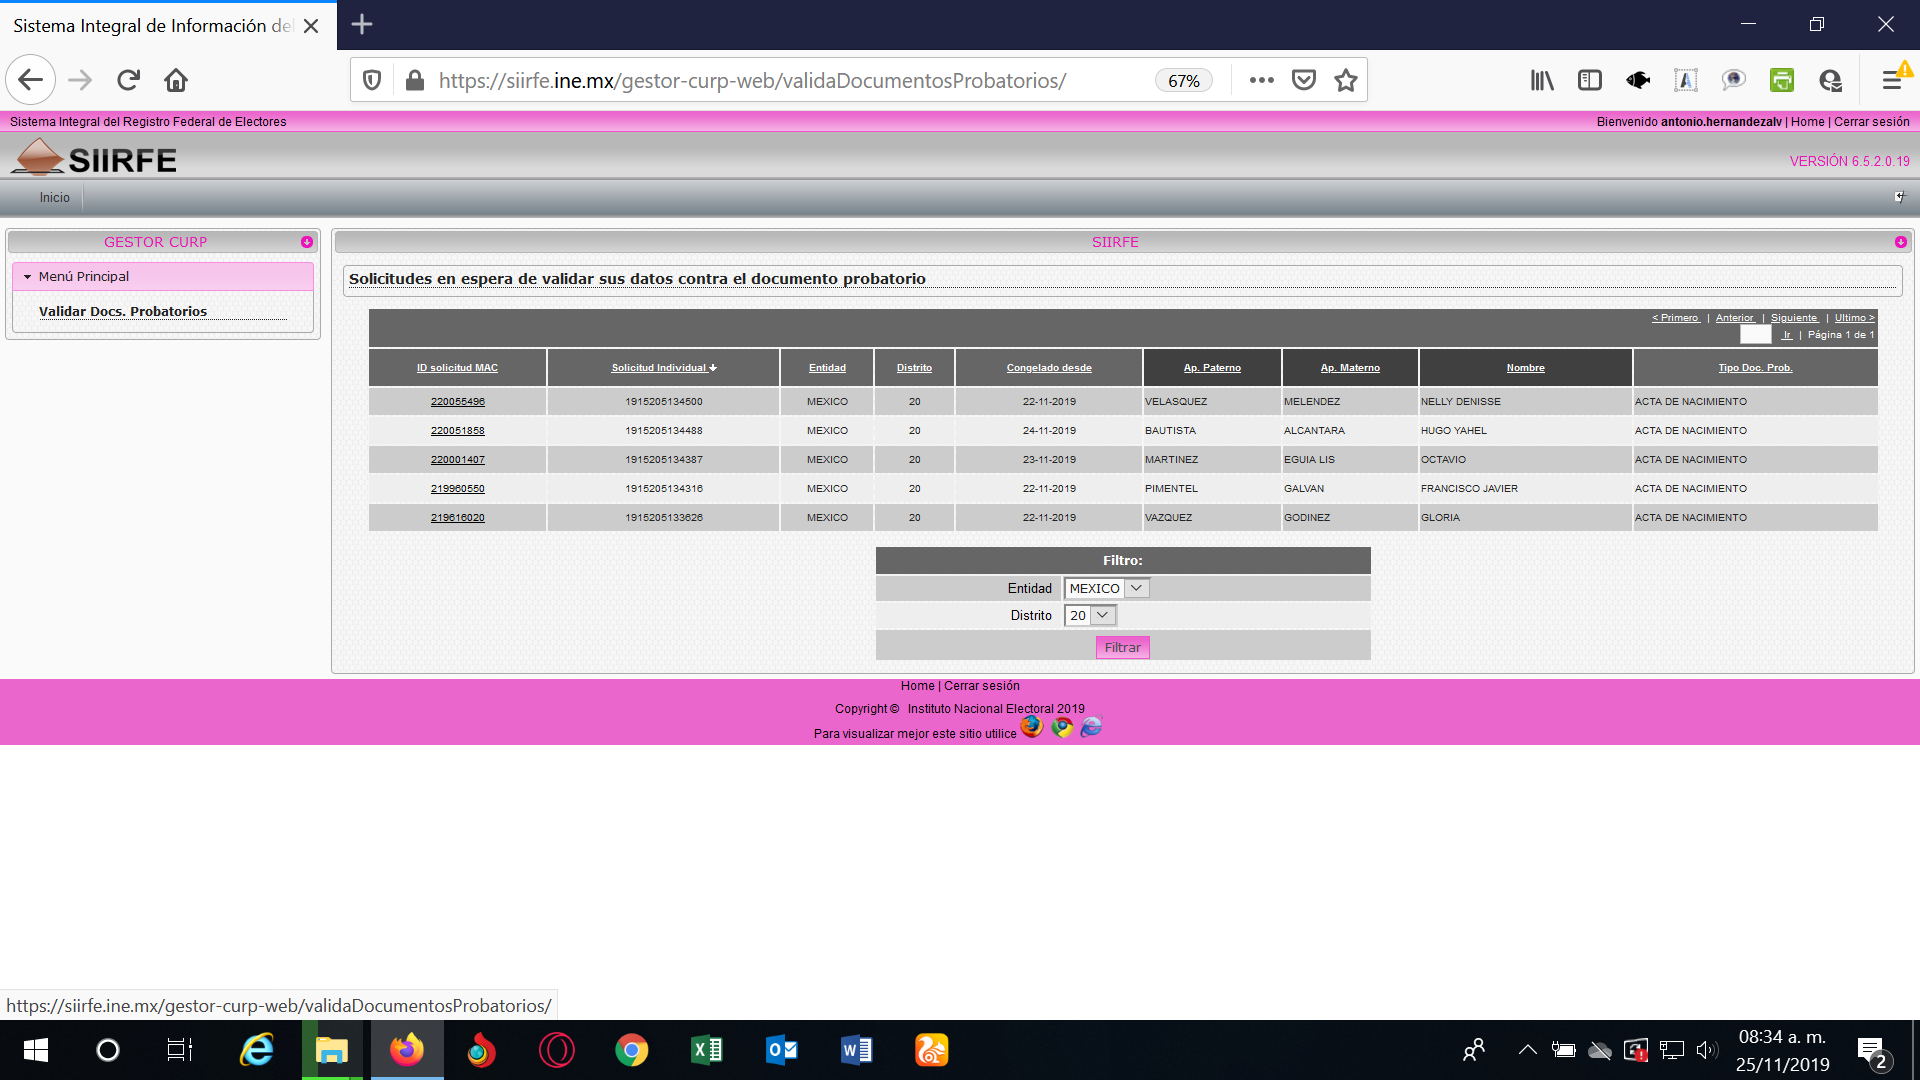 Sistema Integral de Información del
https://siirfe.ine.mx/gestor-curp-web/validaDocumentosProbatorios/ 67%
Sistema Integral del Registro Federal de Electores Bienvenido antonio.hernandezalv | Home | Cerrar sesión
SIIRFE VERSIÓN 6.5.2.0.19
Inicio
GESTOR CURP
Menú Principal
Validar Docs. Probatorios
SIIRFE
Solicitudes en espera de validar sus datos contra el documento probatorio
< Primero | Anterior | Siguiente | Ultimo >
Ir | Página 1 de 1
ID solicitud MAC Solicitud Individual Entidad Distrito Congelado desde Ap. Paterno Ap. Materno Nombre Tipo Doc. Prob.
220055496 1915205134500 MEXICO 20 22-11-2019 VELASQUEZ MELENDEZ NELLY DENISSE ACTA DE NACIMIENTO
220051858 1915205134488 MEXICO 20 24-11-2019 BAUTISTA ALCANTARA HUGO YAHEL ACTA DE NACIMIENTO
220001407 1915205134387 MEXICO 20 23-11-2019 MARTINEZ EGUIA LIS OCTAVIO ACTA DE NACIMIENTO
219960550 1915205134316 MEXICO 20 22-11-2019 PIMENTEL GALVAN FRANCISCO JAVIER ACTA DE NACIMIENTO
219616020 1915205133626 MEXICO 20 22-11-2019 VAZQUEZ GODINEZ GLORIA ACTA DE NACIMIENTO
Filtro:
Entidad MEXICO
Distrito 20
Filtrar
Home | Cerrar sesión
Copyright © Instituto Nacional Electoral 2019
Para visualizar mejor este sitio utilice
https://siirfe.ine.mx/gestor-curp-web/validaDocumentosProbatorios/
08:34 a. m.
25/11/2019
2